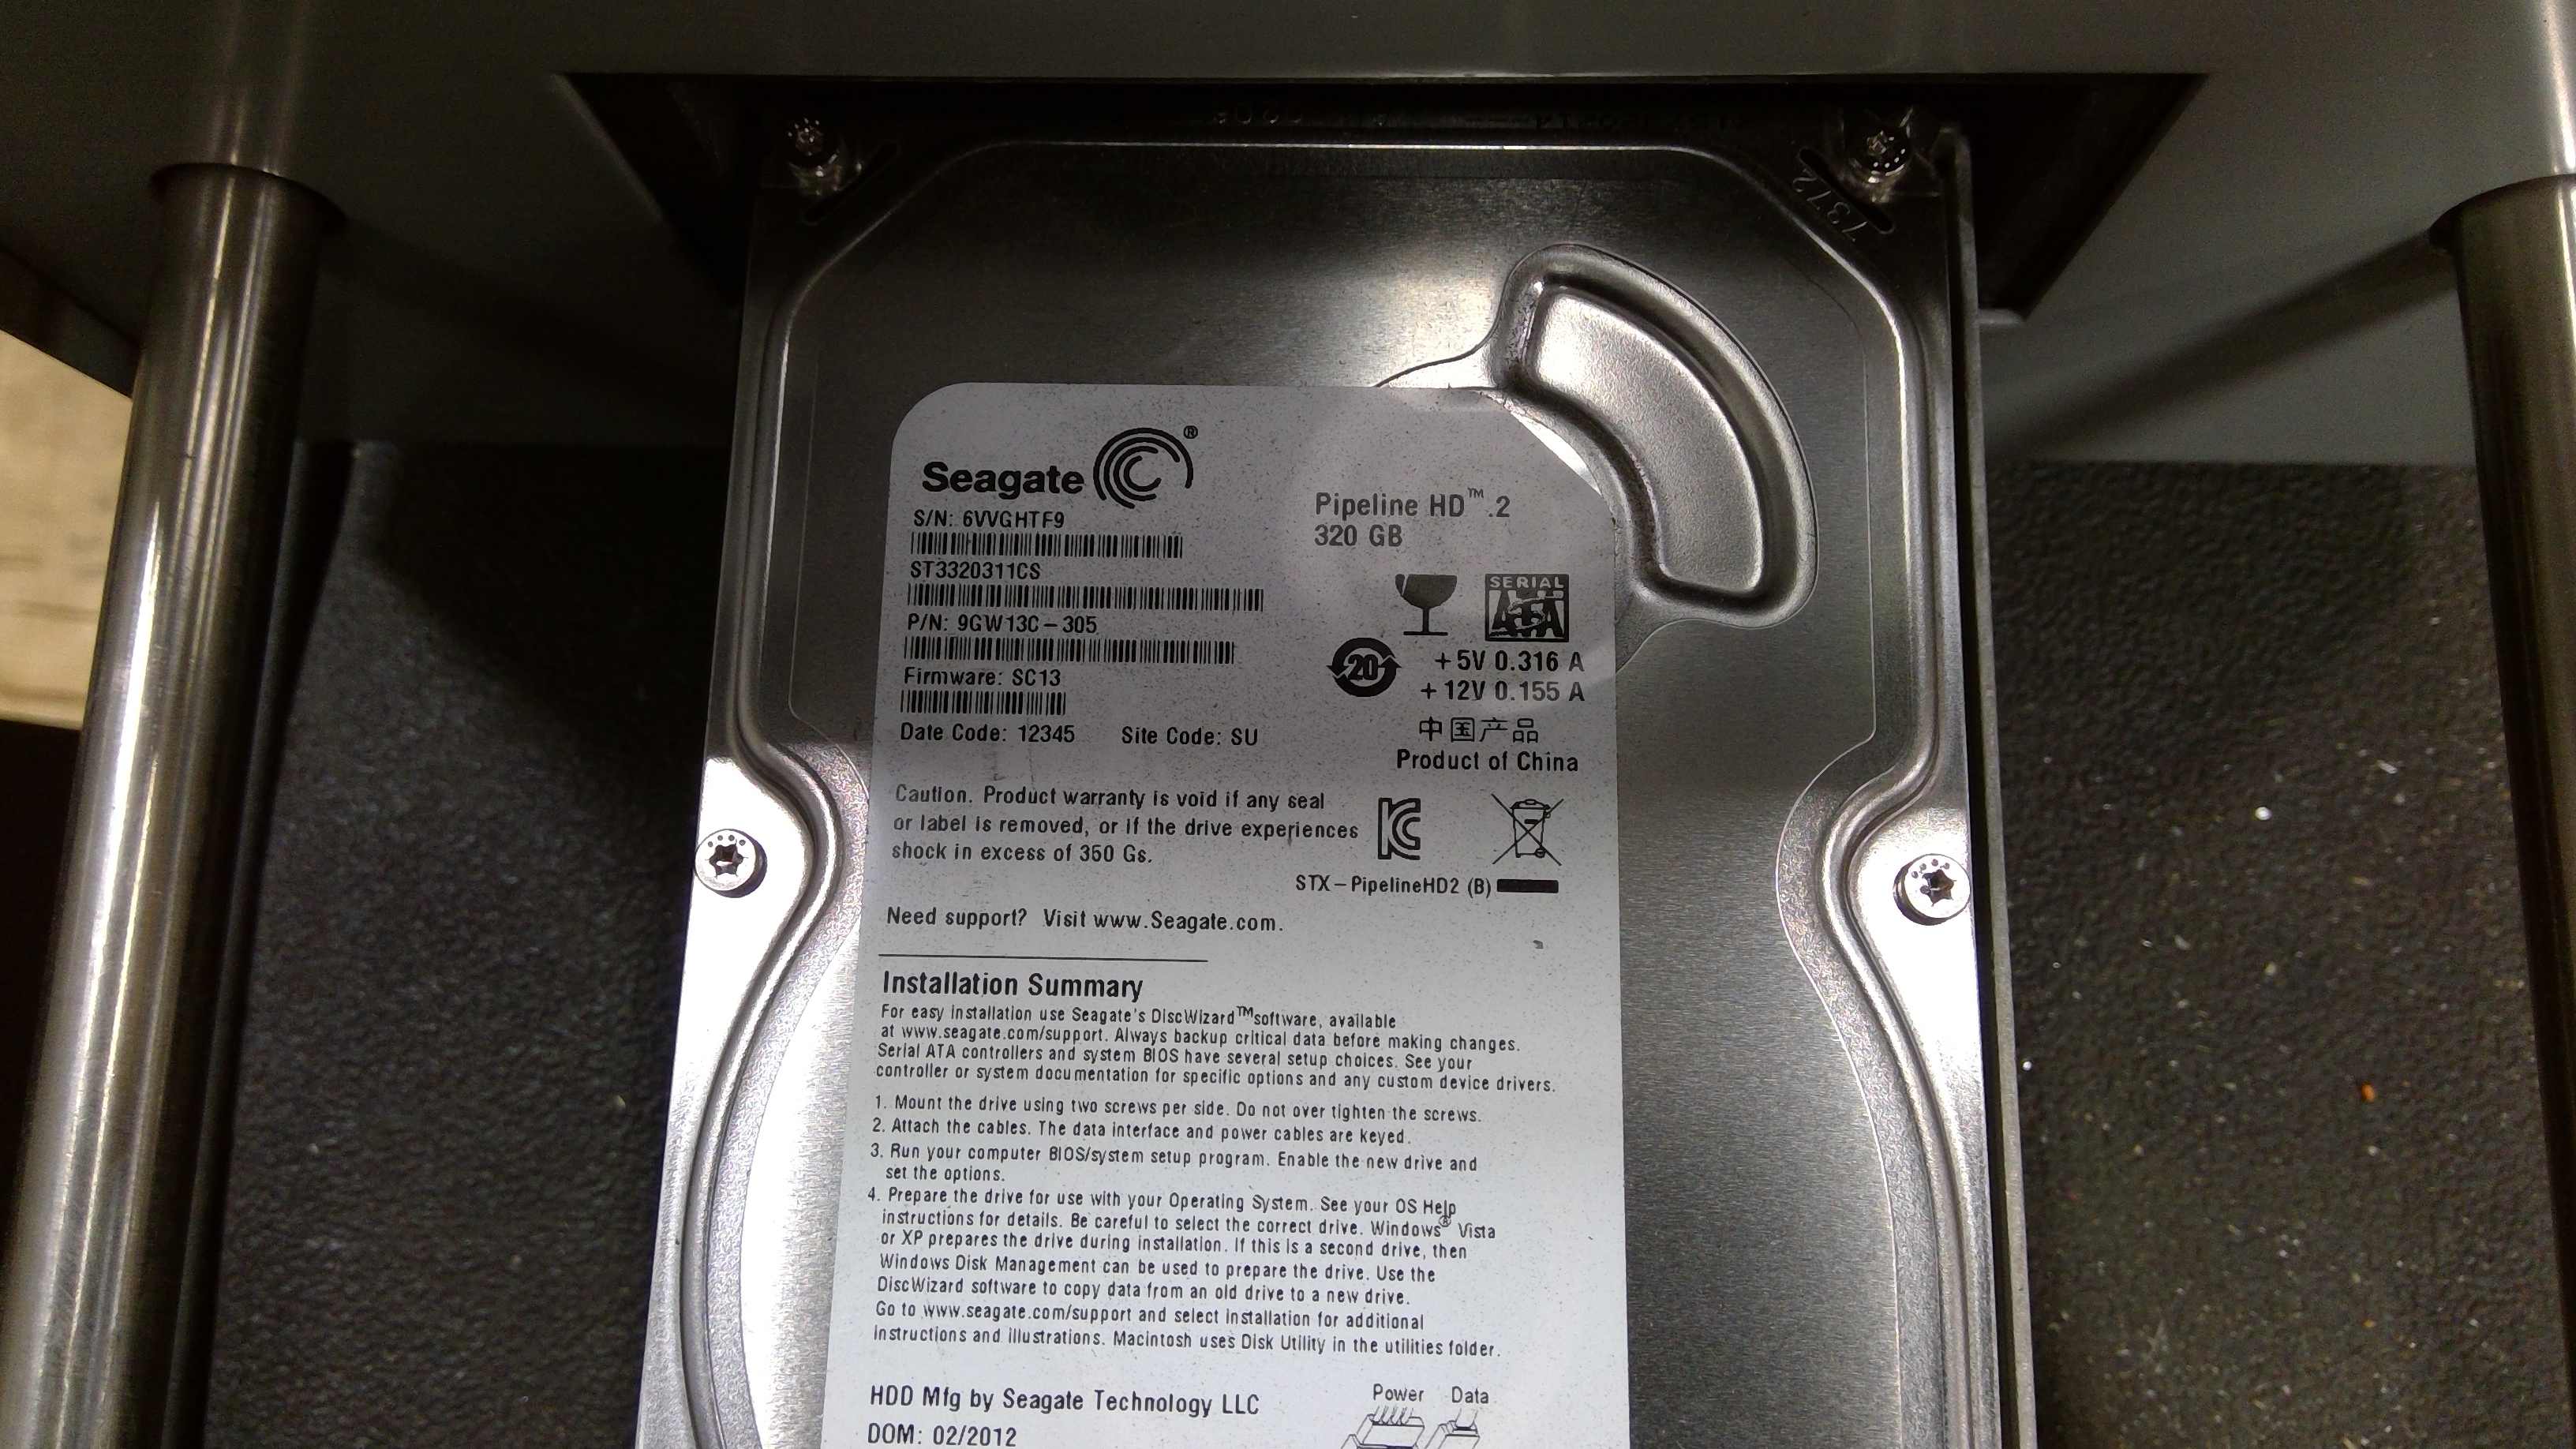 7372
Seagate®
S/N: 6VVGHTF9
Pipeline HD™ .2
320 GB
ST3320311CS
SERIAL
ATA
P/N: 9GW13C-305
20
+5V 0.316 A
Firmware: SC13
+12V 0.155 A
Date Code: 12345 Site Code: SU
中国产品
Product of China
Caution. Product warranty is void if any seal
or label is removed, or if the drive experiences
shock in excess of 350 Gs.
STX-PipelineHD2 (B)
Need support? Visit www.Seagate.com.
Installation Summary
For easy installation use Seagate's DiscWizard™software, available
at www.seagate.com/support. Always backup critical data before making changes.
Serial ATA controllers and system BIOS have several setup choices. See your
controller or system documentation for specific options and any custom device drivers.
1. Mount the drive using two screws per side. Do not over tighten the screws.
2. Attach the cables. The data interface and power cables are keyed.
3. Run your computer BIOS/system setup program. Enable the new drive and
set the options.
4. Prepare the drive for use with your Operating System. See your OS Help
instructions for details. Be careful to select the correct drive. Windows® Vista
or XP prepares the drive during installation. If this is a second drive, then
Windows Disk Management can be used to prepare the drive. Use the
DiscWizard software to copy data from an old drive to a new drive.
Go to www.seagate.com/support and select installation for additional
instructions and illustrations. Macintosh uses Disk Utility in the utilities folder.
HDD Mfg by Seagate Technology LLC
Power Data
DOM: 02/2012